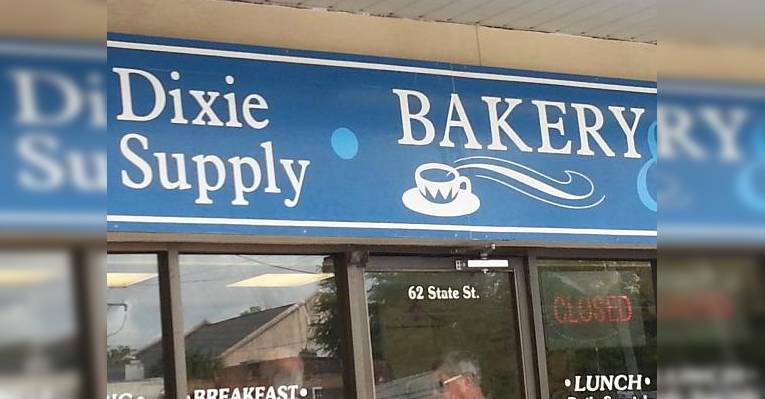 Dixie
Supply
BAKERY &
62 State St.
CLOSED
• BREAKFAST •
• LUNCH •